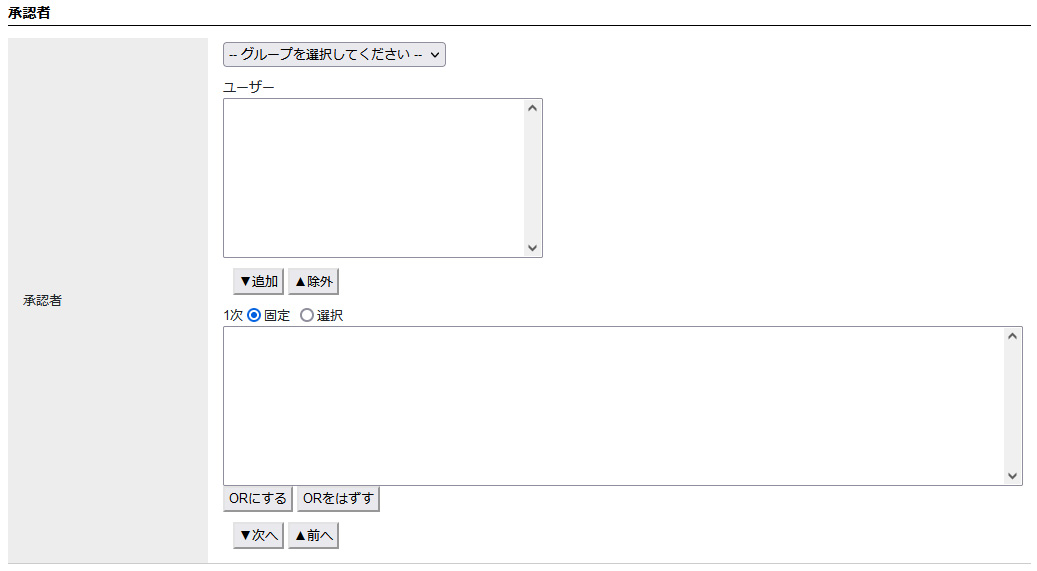 承認者
-- グループを選択してください --
ユーザー
▼追加 ▲除外
承認者
1次 固定 選択
ORにする ORをはずす
▼次へ ▲前へ